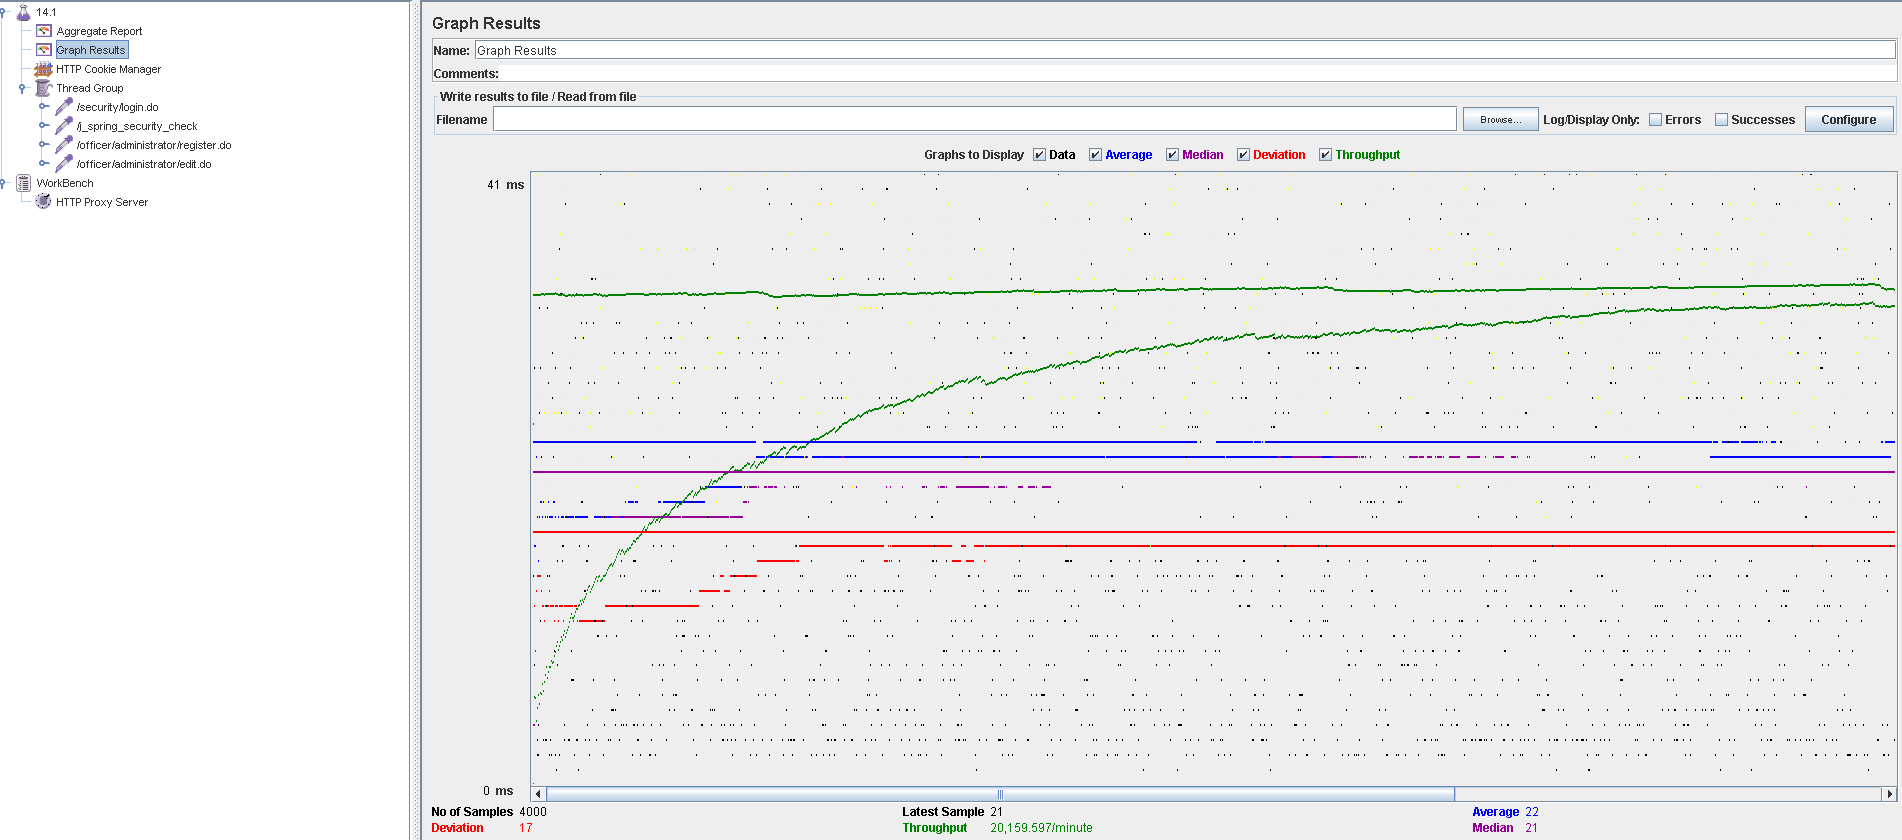 14.1
Aggregate Report
Graph Results
HTTP Cookie Manager
Thread Group
/security/login.do
/j_spring_security_check
/officer/administrator/register.do
/officer/administrator/edit.do
WorkBench
HTTP Proxy Server
Graph Results
Name: Graph Results
Comments:
Write results to file / Read from file
Filename Browse... Log/Display Only: Errors Successes Configure
Graphs to Display Data Average Median Deviation Throughput
41 ms
0 ms
No of Samples 4000 Latest Sample 21 Average 22
Deviation 17 Throughput 20,159.597/minute Median 21